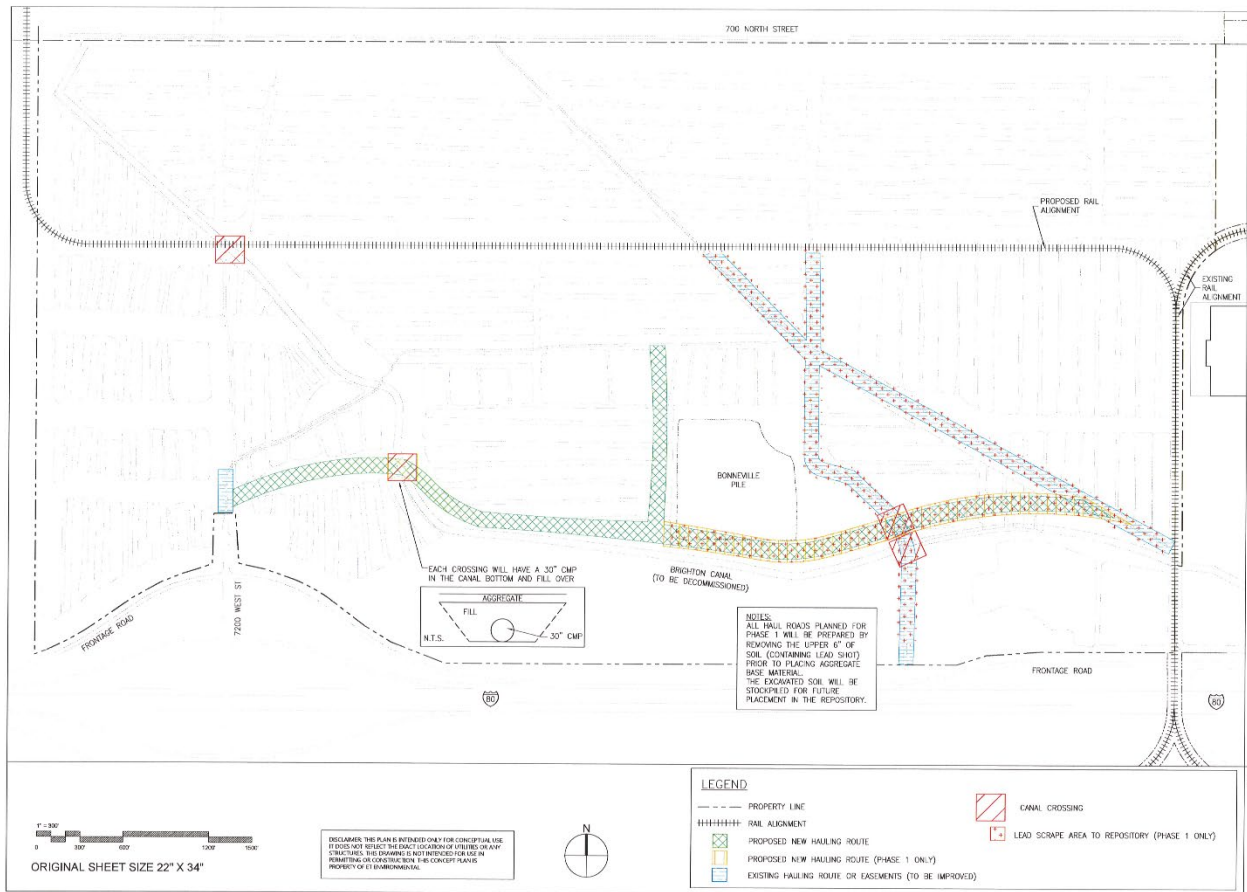 700 NORTH STREET
PROPOSED RAIL
ALIGNMENT
EXISTING
RAIL
ALIGNMENT
BONNEVILLE
PILE
EACH CROSSING WILL HAVE A 30" CMP
IN THE CANAL BOTTOM AND FILL OVER
AGGREGATE
FILL
30" CMP
N.T.S.
BRIGHTON CANAL
(TO BE DECOMMISSIONED)
7200 WEST ST
FRONTAGE ROAD
NOTES:
ALL HAUL ROADS PLANNED FOR
PHASE 1 WILL BE PREPARED BY
REMOVING THE UPPER 6" OF
SOIL (CONTAINING LEAD SHOT)
PRIOR TO PLACING AGGREGATE
BASE MATERIAL.
THE EXCAVATED SOIL WILL BE
STOCKPILED FOR FUTURE
PLACEMENT IN THE REPOSITORY.
FRONTAGE ROAD
80
80
1" = 300'
0 300' 600' 1200' 1500'
ORIGINAL SHEET SIZE 22" X 34"
DISCLAIMER: THIS PLAN IS INTENDED ONLY FOR CONCEPTUAL USE.
IT DOES NOT REFLECT THE EXACT LOCATION OF UTILITIES OR ANY
STRUCTURES. THIS DRAWING IS NOT INTENDED FOR USE IN
PERMITTING OR CONSTRUCTION. THIS CONCEPT PLAN IS
PROPERTY OF E1 ENVIRONMENTAL
N
LEGEND
PROPERTY LINE
RAIL ALIGNMENT
PROPOSED NEW HAULING ROUTE
PROPOSED NEW HAULING ROUTE (PHASE 1 ONLY)
EXISTING HAULING ROUTE OR EASEMENTS (TO BE IMPROVED)
CANAL CROSSING
LEAD SCRAPE AREA TO REPOSITORY (PHASE 1 ONLY)